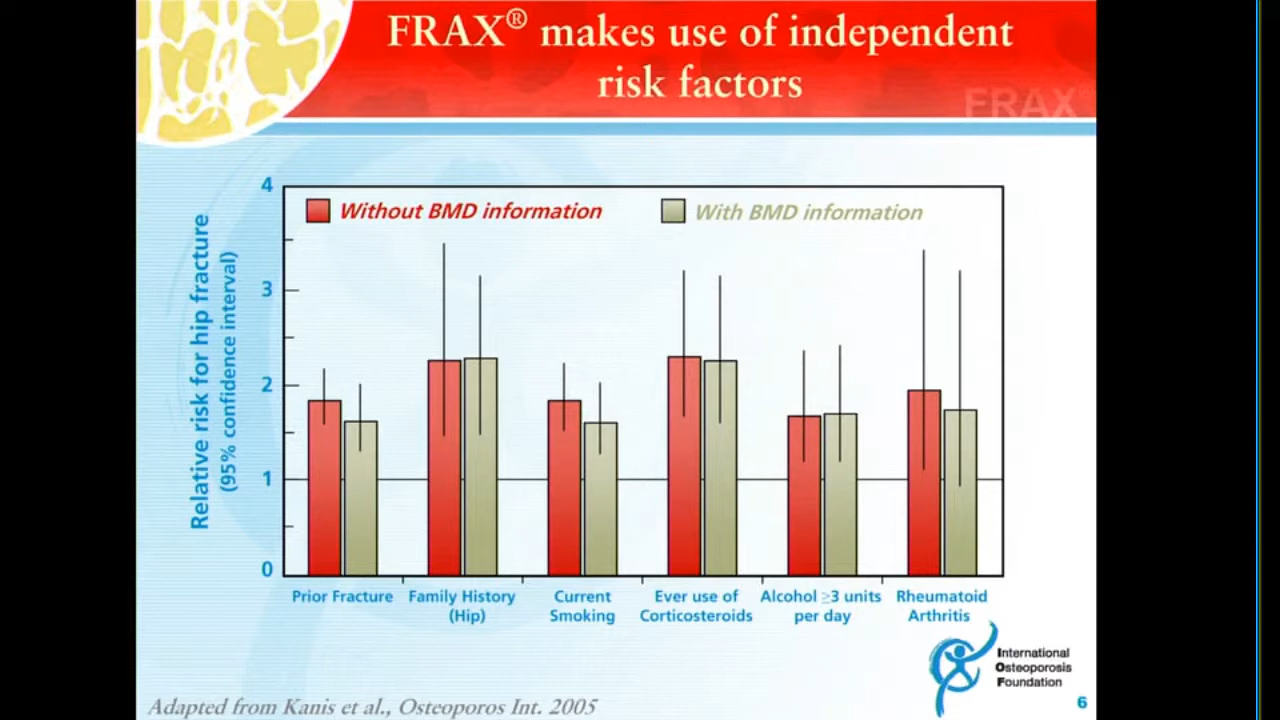 FRAX® makes use of independent
risk factors
FRAX®
Without BMD information
With BMD information
Relative risk for hip fracture
(95% confidence interval)
4
3
2
1
0
Prior Fracture
Family History
(Hip)
Current
Smoking
Ever use of
Corticosteroids
Alcohol ≥3 units
per day
Rheumatoid
Arthritis
International
Osteoporosis
Foundation
Adapted from Kanis et al., Osteoporos Int. 2005
6